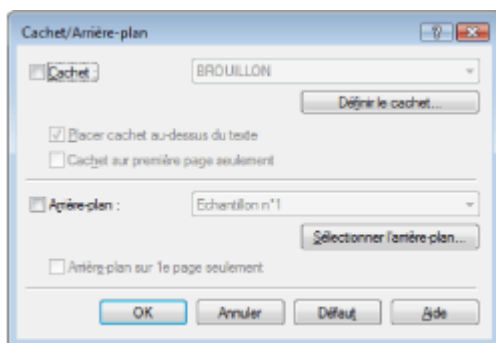 Cachet/Arrière-plan
Cachet : BROUILLON
Définir le cachet...
Placer cachet au-dessus du texte
Cachet sur première page seulement
Arrière-plan : Echantillon n°1
Sélectionner l'arrière-plan...
Arrière-plan sur 1e page seulement
OK Annuler Défaut Aide